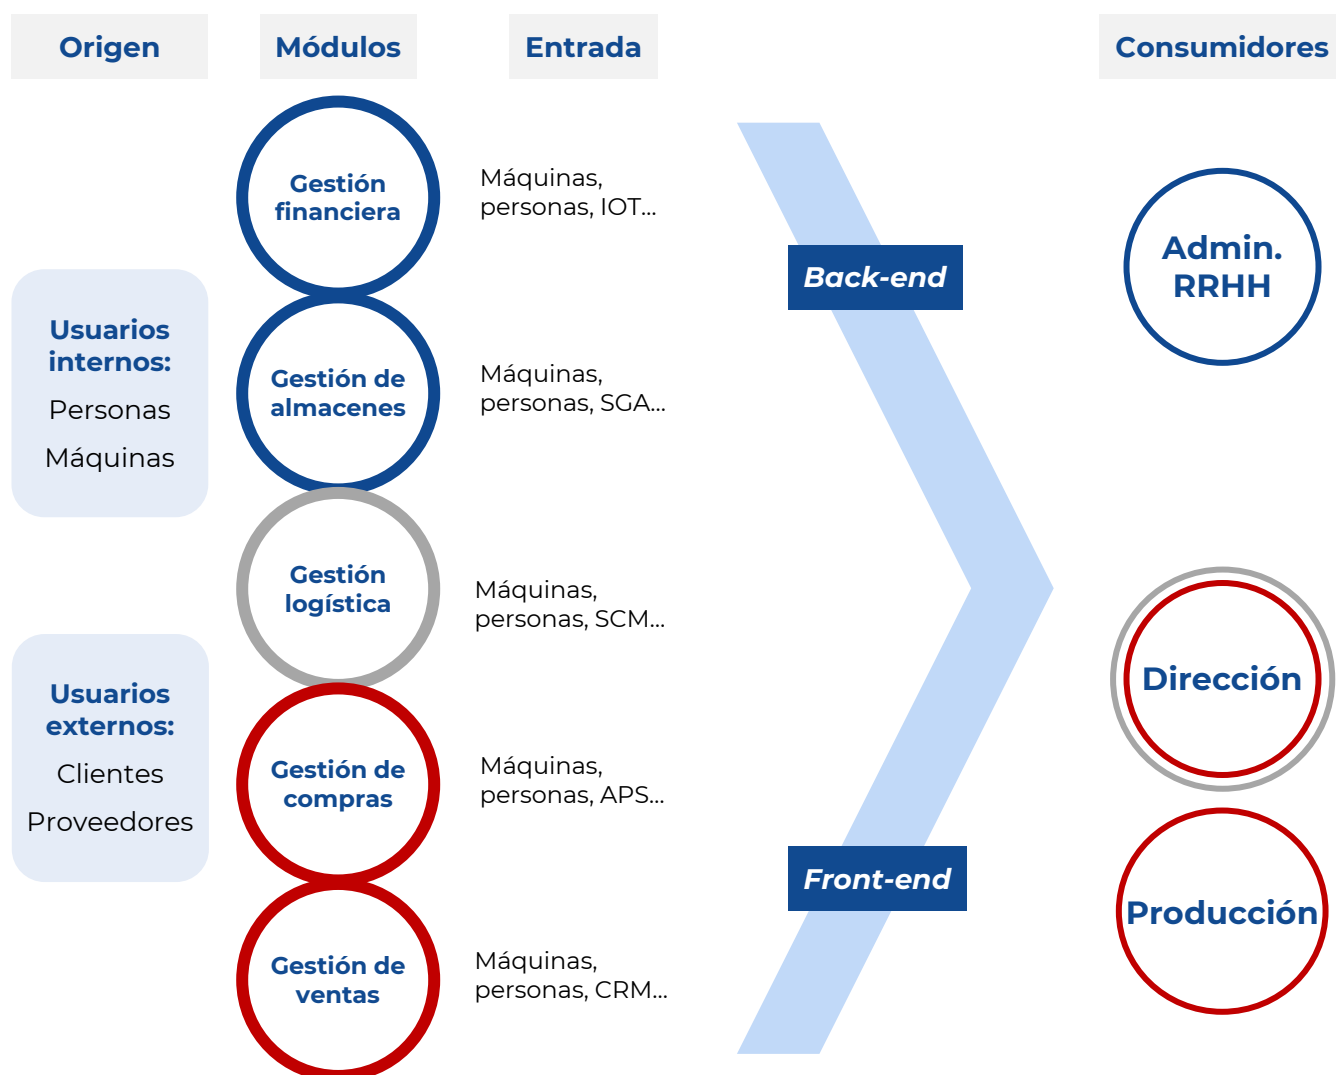 Origen
Módulos
Entrada
Consumidores
Usuarios
internos:
Personas
Máquinas
Usuarios
externos:
Clientes
Proveedores
Gestión
financiera
Gestión de
almacenes
Gestión
logística
Gestión de
compras
Gestión de
ventas
Máquinas,
personas, IOT...
Máquinas,
personas, SGA...
Máquinas,
personas, SCM...
Máquinas,
personas, APS...
Máquinas,
personas, CRM...
Back-end
Front-end
Admin.
RRHH
Dirección
Producción